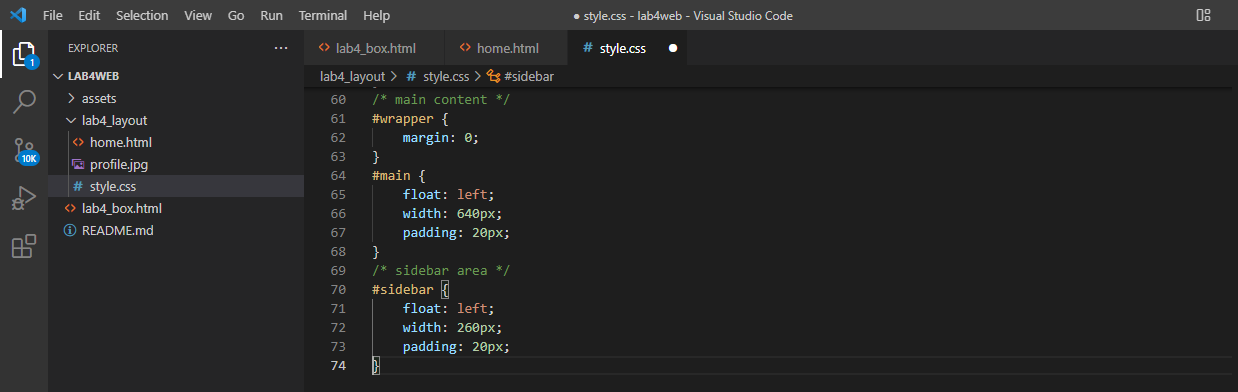 File Edit Selection View Go Run Terminal Help ● style.css - lab4web - Visual Studio Code
EXPLORER ···
lab4_box.html home.html # style.css ●
LAB4WEB
lab4_layout > # style.css > #sidebar
assets
lab4_layout
home.html
profile.jpg
# style.css
lab4_box.html
README.md
1
10K
60 /* main content */
61 #wrapper {
62     margin: 0;
63 }
64 #main {
65     float: left;
66     width: 640px;
67     padding: 20px;
68 }
69 /* sidebar area */
70 #sidebar {
71     float: left;
72     width: 260px;
73     padding: 20px;
74 }